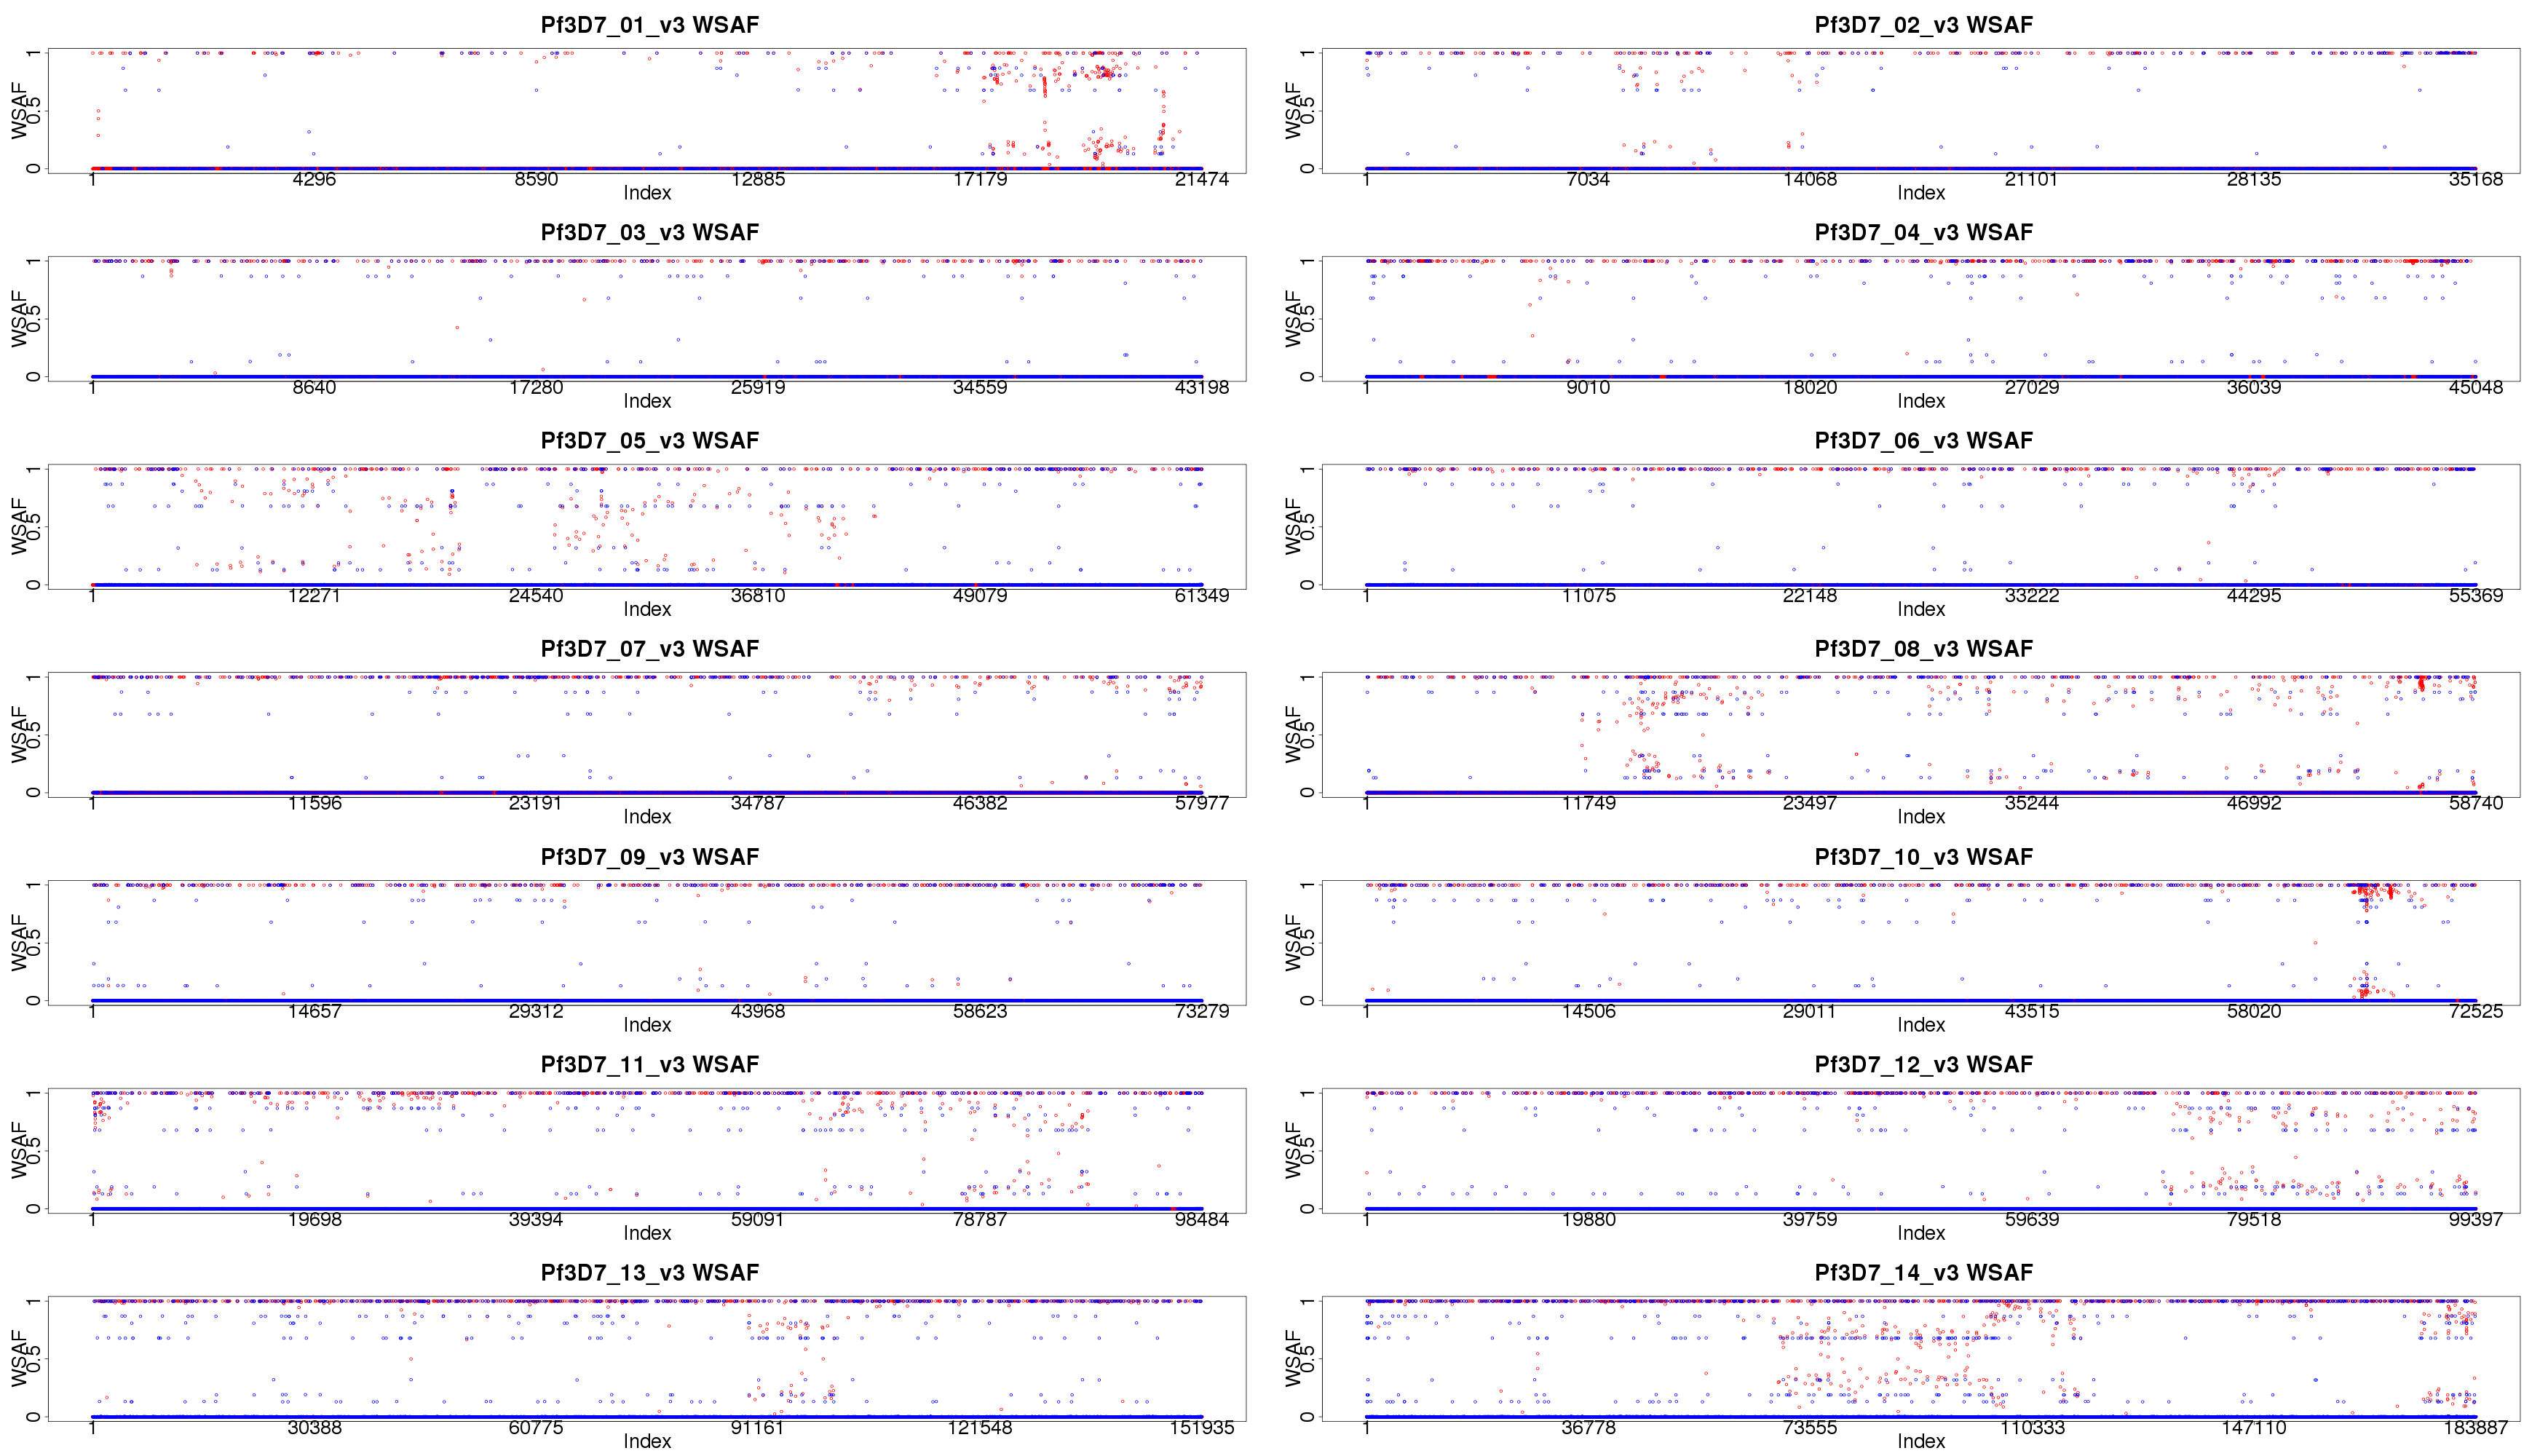 Pf3D7_01_v3 WSAF
WSAF
0 0.5 1
1 4296 8590 12885 17179 21474
Index
Pf3D7_02_v3 WSAF
WSAF
0 0.5 1
1 7034 14068 21101 28135 35168
Index
Pf3D7_03_v3 WSAF
WSAF
0 0.5 1
1 8640 17280 25919 34559 43198
Index
Pf3D7_04_v3 WSAF
WSAF
0 0.5 1
1 9010 18020 27029 36039 45048
Index
Pf3D7_05_v3 WSAF
WSAF
0 0.5 1
1 12271 24540 36810 49079 61349
Index
Pf3D7_06_v3 WSAF
WSAF
0 0.5 1
1 11075 22148 33222 44295 55369
Index
Pf3D7_07_v3 WSAF
WSAF
0 0.5 1
1 11596 23191 34787 46382 57977
Index
Pf3D7_08_v3 WSAF
WSAF
0 0.5 1
1 11749 23497 35244 46992 58740
Index
Pf3D7_09_v3 WSAF
WSAF
0 0.5 1
1 14657 29312 43968 58623 73279
Index
Pf3D7_10_v3 WSAF
WSAF
0 0.5 1
1 14506 29011 43515 58020 72525
Index
Pf3D7_11_v3 WSAF
WSAF
0 0.5 1
1 19698 39394 59091 78787 98484
Index
Pf3D7_12_v3 WSAF
WSAF
0 0.5 1
1 19880 39759 59639 79518 99397
Index
Pf3D7_13_v3 WSAF
WSAF
0 0.5 1
1 30388 60775 91161 121548 151935
Index
Pf3D7_14_v3 WSAF
WSAF
0 0.5 1
1 36778 73555 110333 147110 183887
Index